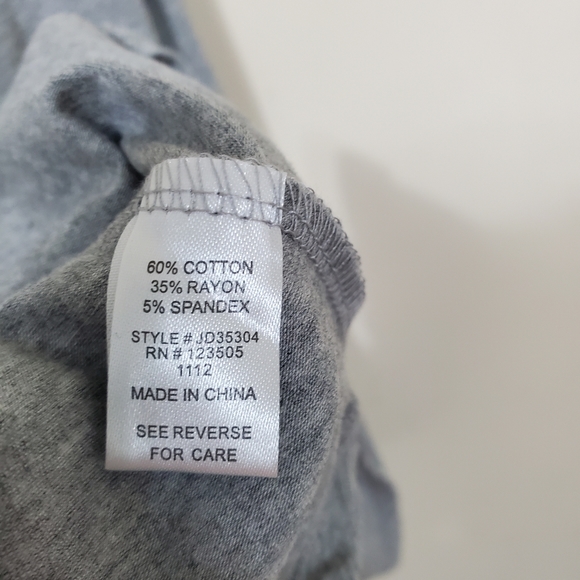 60% COTTON
35% RAYON
5% SPANDEX
STYLE # JD35304
RN # 123505
1112
MADE IN CHINA
SEE REVERSE
FOR CARE